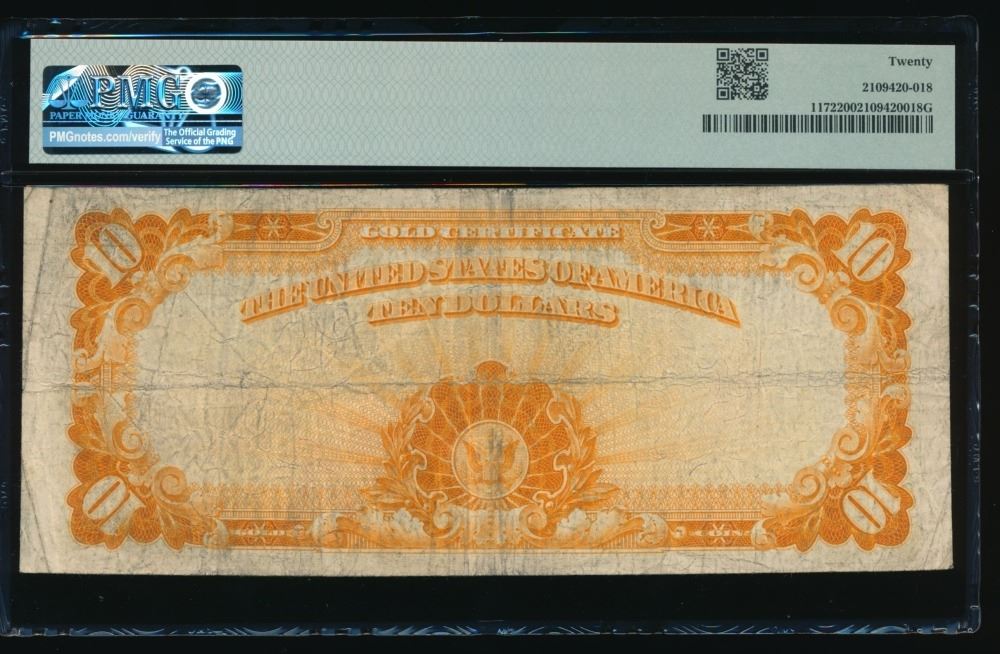 PMG
PAPER MONEY GUARANTY
PMGnotes.com/verify
The Official Grading
Service of the PNG
Twenty
2109420-018
11722002109420018G
10
GOLD CERTIFICATE
10
THE UNITED STATES OF AMERICA
TEN DOLLARS
10
10